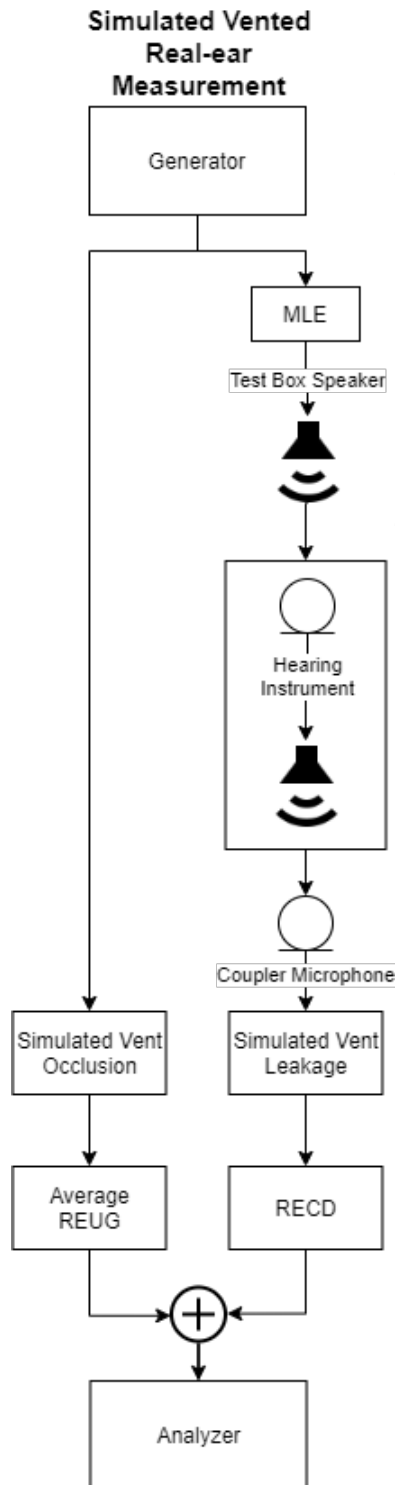 Simulated Vented
Real-ear
Measurement
Generator
MLE
Test Box Speaker
Hearing
Instrument
Coupler Microphone
Simulated Vent
Occlusion
Simulated Vent
Leakage
Average
REUG
RECD
Analyzer